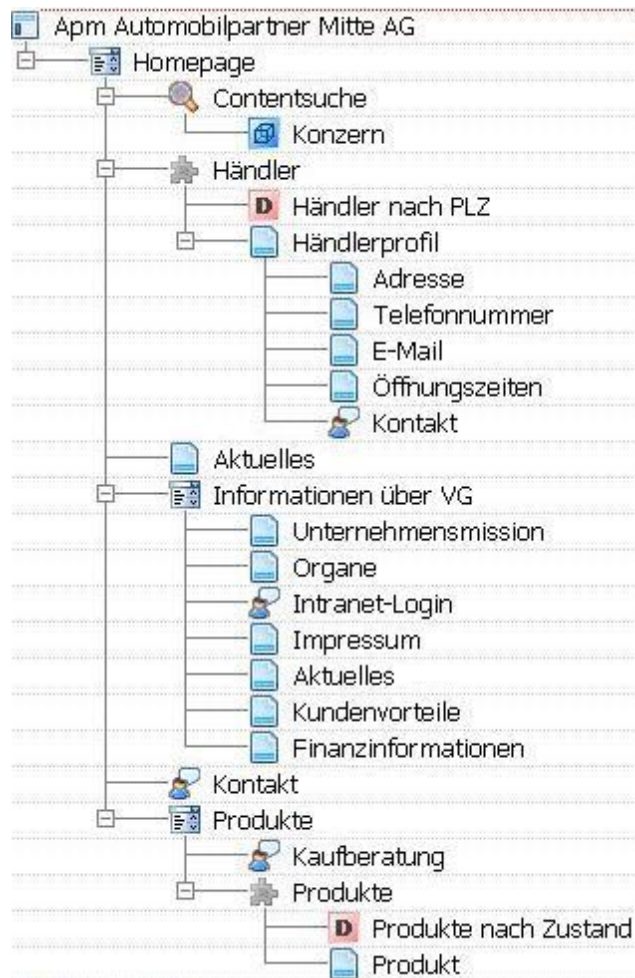 Apm Automobilpartner Mitte AG
Homepage
Contentsuche
Konzern
Händler
D Händler nach PLZ
Händlerprofil
Adresse
Telefonnummer
E-Mail
Öffnungszeiten
Kontakt
Aktuelles
Informationen über VG
Unternehmensmission
Organe
Intranet-Login
Impressum
Aktuelles
Kundenvorteile
Finanzinformationen
Kontakt
Produkte
Kaufberatung
Produkte
D Produkte nach Zustand
Produkt